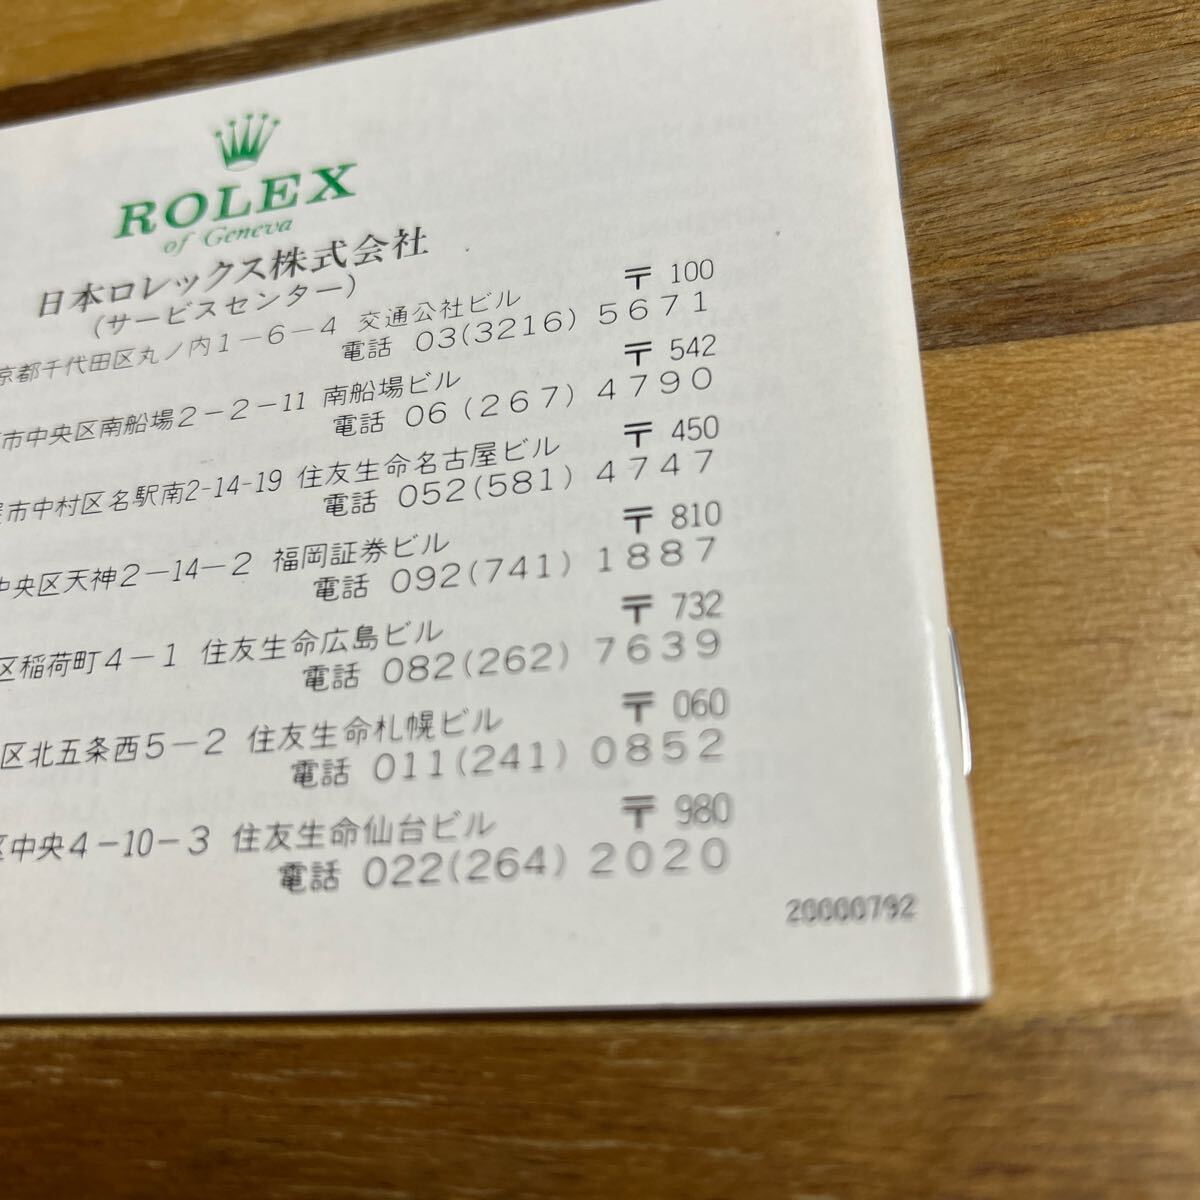 ROLEX
of Geneva
日本ロレックス株式会社
(サービスセンター)
〒 100
京都千代田区丸ノ内1-6-4 交通公社ビル
電話 03(3216) 5671
〒 542
市中央区南船場2-2-11 南船場ビル
電話 06 (267) 4790
〒 450
屋市中村区名駅南2-14-19 住友生命名古屋ビル
電話 052(581) 4747
〒 810
中央区天神2-14-2 福岡証券ビル
電話 092(741) 1887
〒 732
区稲荷町4-1 住友生命広島ビル
電話 082(262) 7639
〒 060
区北五条西5-2 住友生命札幌ビル
電話 011(241) 0852
〒 980
区中央4-10-3 住友生命仙台ビル
電話 022(264) 2020
20000792